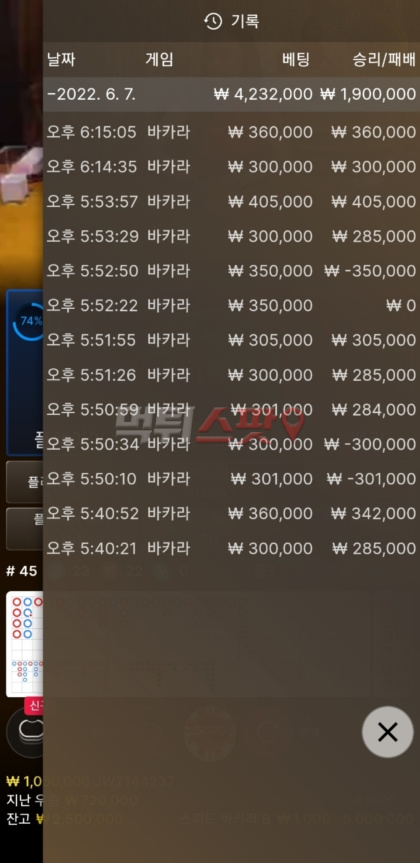 기록
날짜 게임 베팅 승리/패배
−2022. 6. 7. ₩ 4,232,000 ₩ 1,900,000
오후 6:15:05 바카라 ₩ 360,000 ₩ 360,000
오후 6:14:35 바카라 ₩ 300,000 ₩ 300,000
오후 5:53:57 바카라 ₩ 405,000 ₩ 405,000
오후 5:53:29 바카라 ₩ 300,000 ₩ 285,000
오후 5:52:50 바카라 ₩ 350,000 ₩ -350,000
74%
오후 5:52:22 바카라 ₩ 350,000 ₩ 0
오후 5:51:55 바카라 ₩ 305,000 ₩ 305,000
오후 5:51:26 바카라 ₩ 300,000 ₩ 285,000
오후 5:50:59 바카라 ₩ 301,000 ₩ 284,000
먹튀스팟
오후 5:50:34 바카라 ₩ 300,000 ₩ -300,000
오후 5:50:10 바카라 ₩ 301,000 ₩ -301,000
오후 5:40:52 바카라 ₩ 360,000 ₩ 342,000
오후 5:40:21 바카라 ₩ 300,000 ₩ 285,000
# 45
지난
잔고